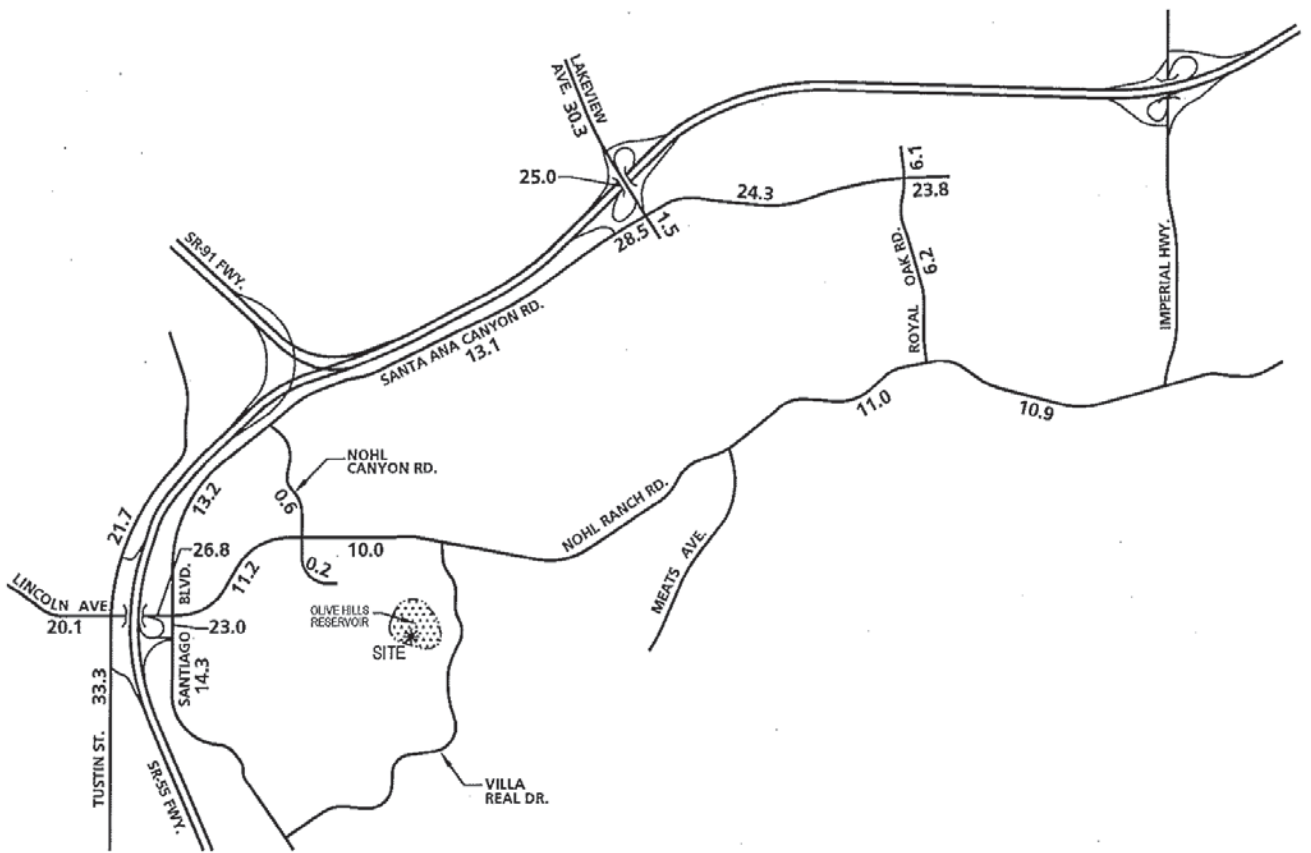 LAKEVIEW
AVE. 30.3
25.0
24.3
6.1
23.8
1.5
28.5
SR-91 FWY.
ROYAL OAK RD.
6.2
IMPERIAL HWY.
SANTA ANA CANYON RD.
13.1
11.0
10.9
NOHL
CANYON RD.
0.6
13.2
21.7
NOHL RANCH RD.
MEATS AVE.
26.8
10.0
11.2
0.2
LINCOLN AVE.
20.1
23.0
SANTIAGO BLVD.
14.3
OLIVE HILLS
RESERVOIR
SITE
33.3
TUSTIN ST.
SR-55 FWY.
VILLA
REAL DR.